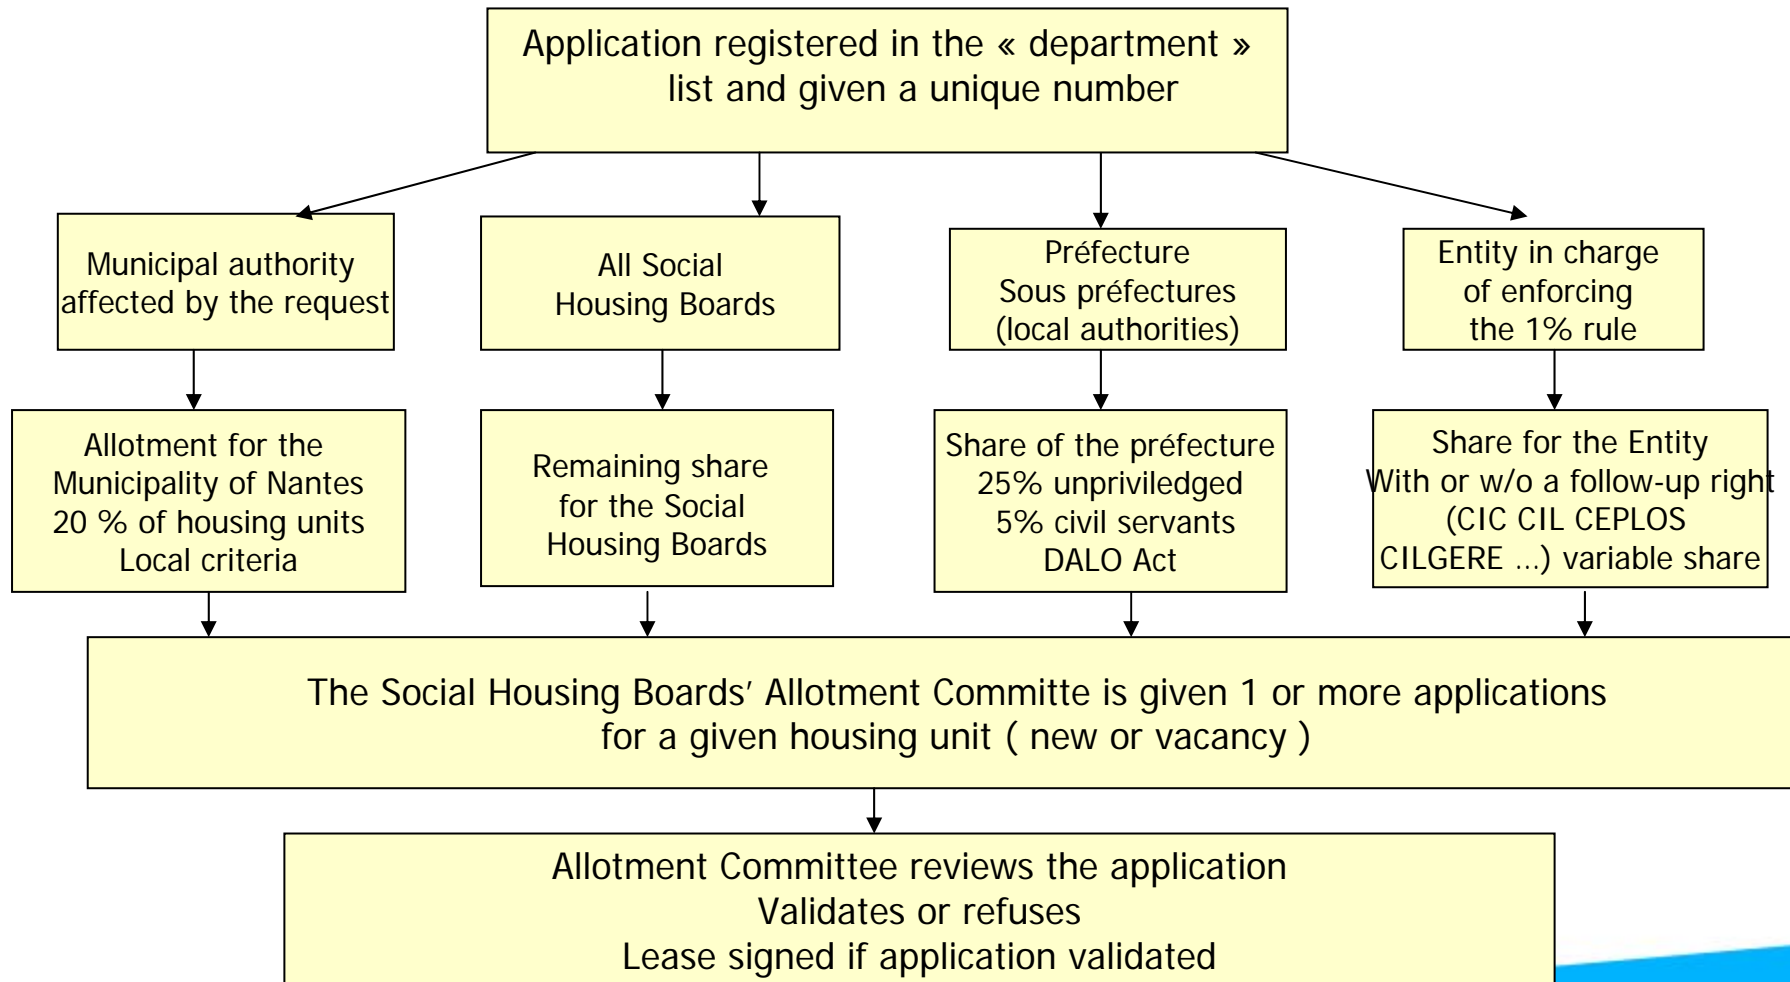 Application registered in the « department »
list and given a unique number
Municipal authority
affected by the request
All Social
Housing Boards
Préfecture
Sous préfectures
(local authorities)
Entity in charge
of enforcing
the 1% rule
Allotment for the
Municipality of Nantes
20 % of housing units
Local criteria
Remaining share
for the Social
Housing Boards
Share of the préfecture
25% unpriviledged
5% civil servants
DALO Act
Share for the Entity
With or w/o a follow-up right
(CIC CIL CEPLOS
CILGERE ...) variable share
The Social Housing Boards' Allotment Committe is given 1 or more applications
for a given housing unit ( new or vacancy )
Allotment Committee reviews the application
Validates or refuses
Lease signed if application validated